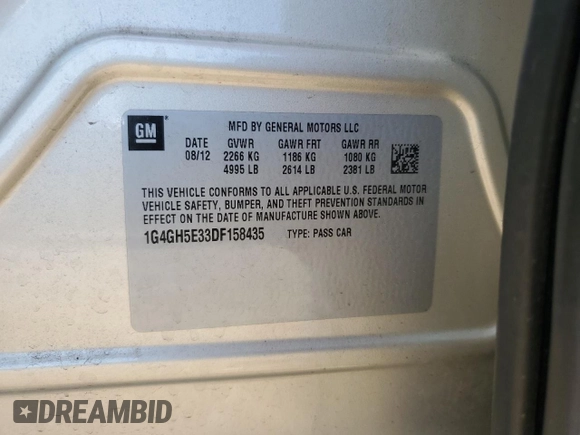 GM
MFD BY GENERAL MOTORS LLC
DATE GVWR GAWR FRT GAWR RR
08/12 2266 KG 1186 KG 1080 KG
4995 LB 2614 LB 2381 LB
THIS VEHICLE CONFORMS TO ALL APPLICABLE U.S. FEDERAL MOTOR
VEHICLE SAFETY, BUMPER, AND THEFT PREVENTION STANDARDS IN
EFFECT ON THE DATE OF MANUFACTURE SHOWN ABOVE.
1G4GH5E33DF158435 TYPE: PASS CAR
DREAMBID